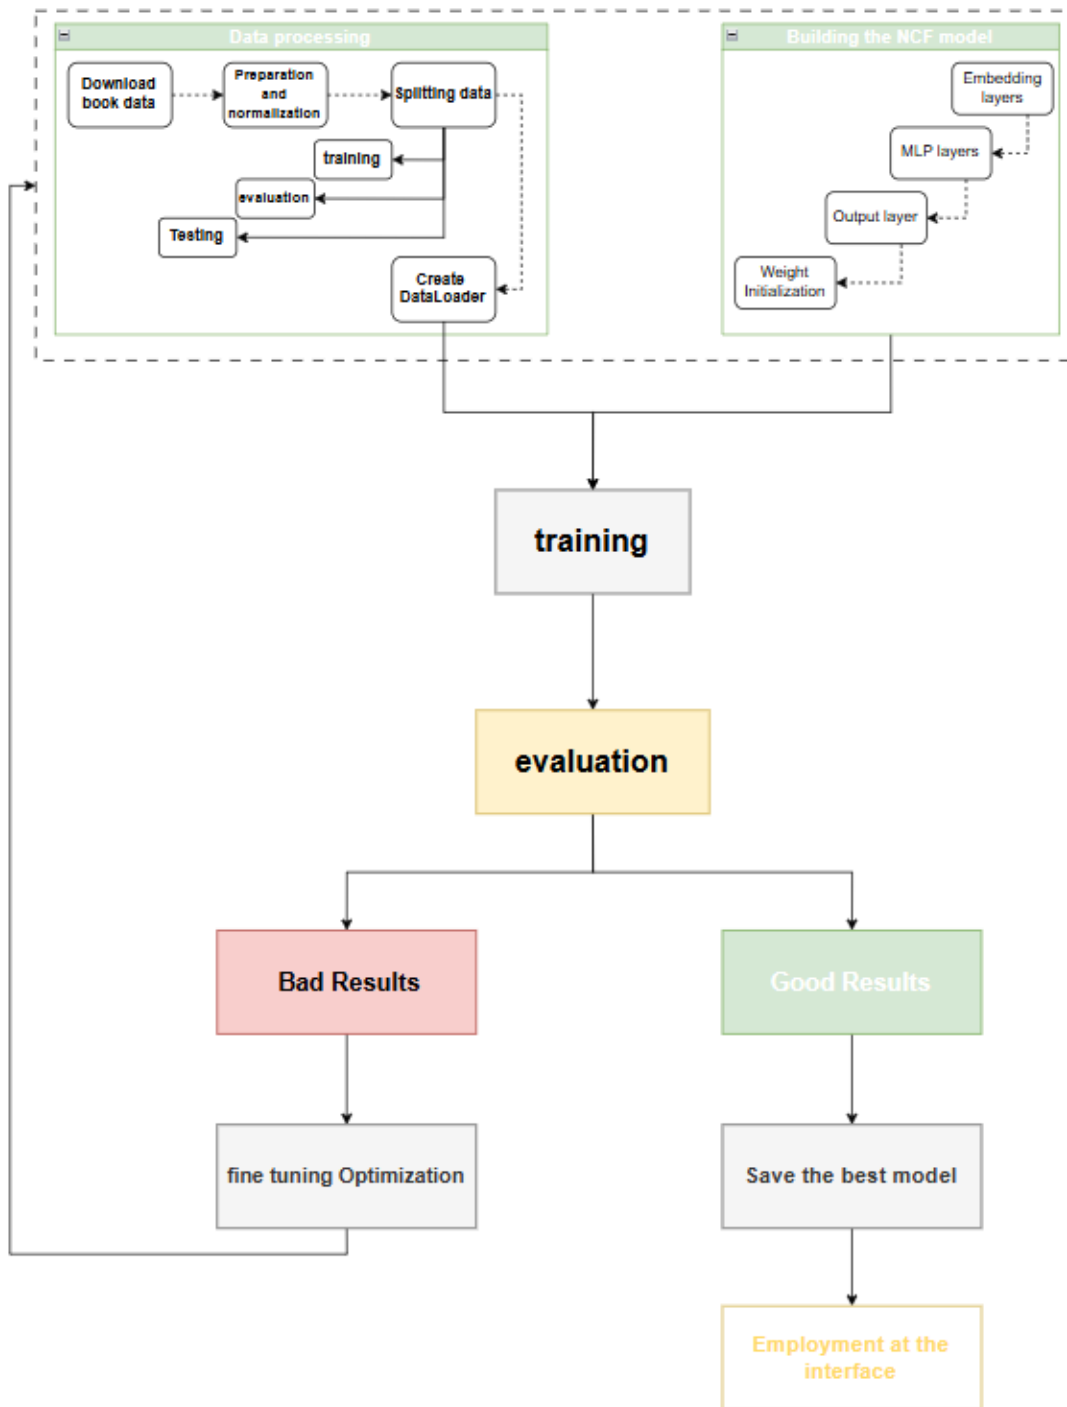 Data processing
Download
book data
Preparation
and
normalization
Splitting data
training
evaluation
Testing
Create
DataLoader
Building the NCF model
Embedding
layers
MLP layers
Output layer
Weight
Initialization
training
evaluation
Bad Results
Good Results
fine tuning Optimization
Save the best model
Employment at the
interface